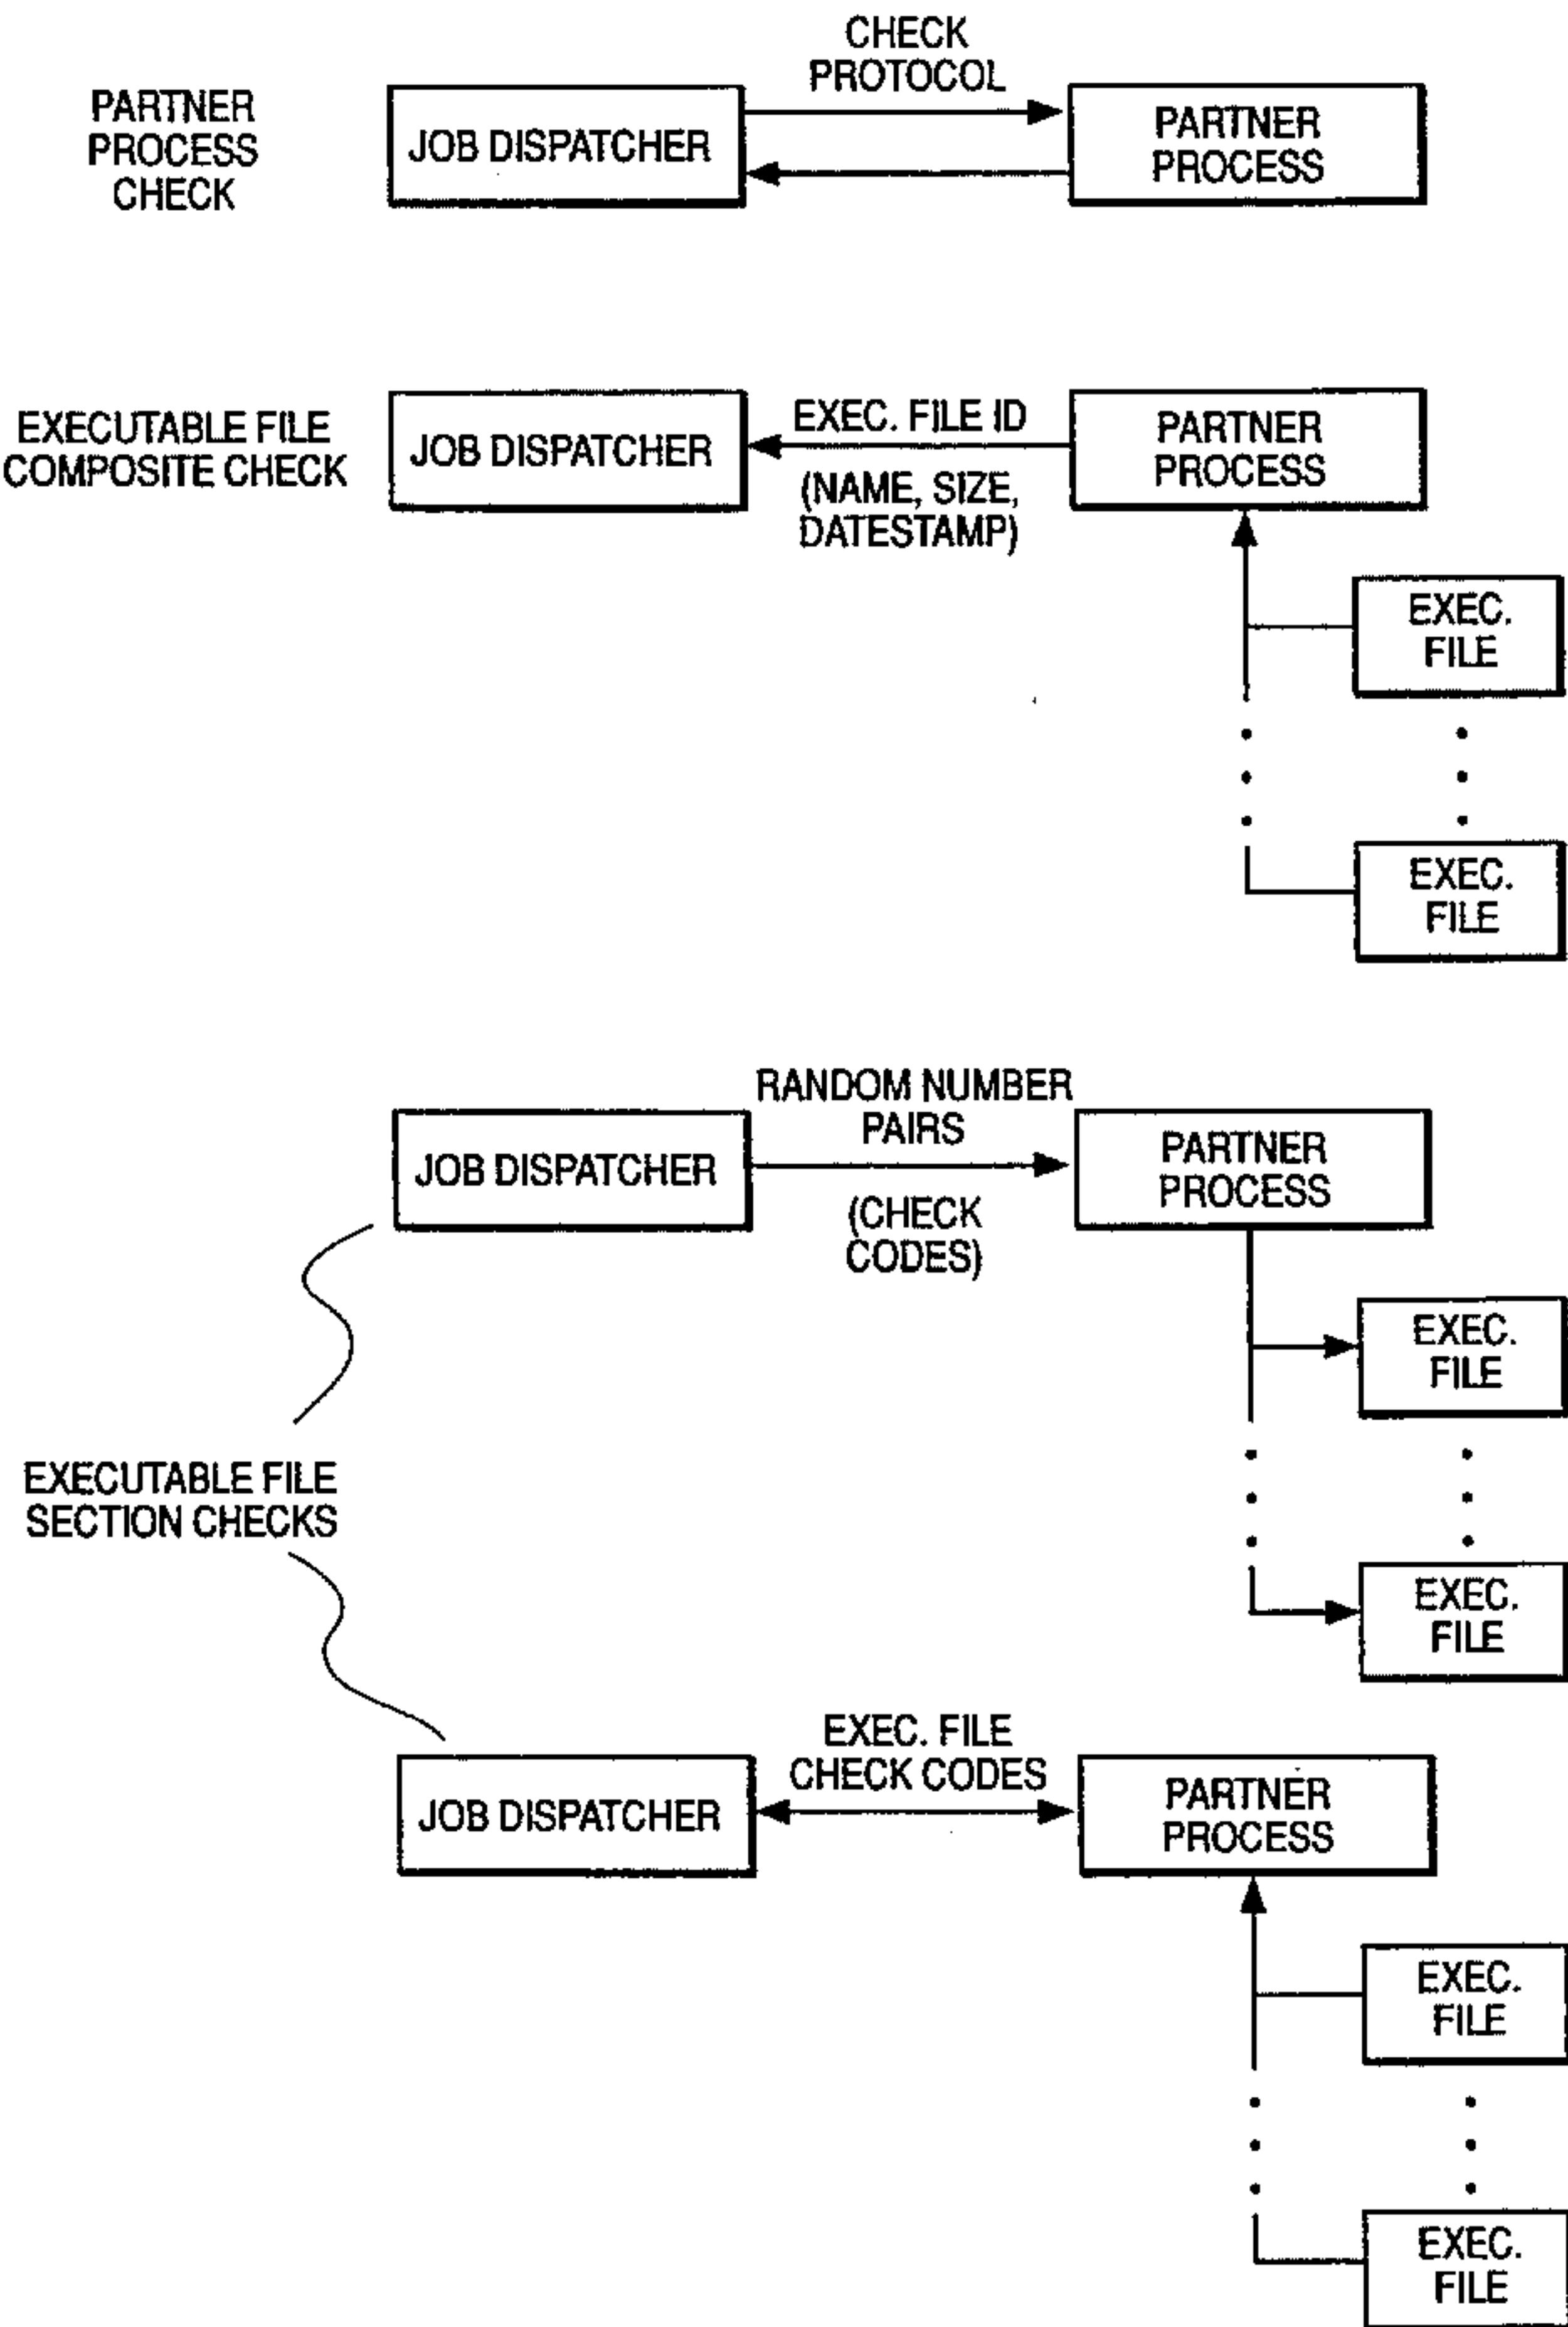 PARTNER
PROCESS
CHECK
JOB DISPATCHER
CHECK
PROTOCOL
PARTNER
PROCESS
EXECUTABLE FILE
COMPOSITE CHECK
JOB DISPATCHER
EXEC. FILE ID
(NAME, SIZE,
DATESTAMP)
PARTNER
PROCESS
EXEC.
FILE
EXEC.
FILE
JOB DISPATCHER
RANDOM NUMBER
PAIRS
(CHECK
CODES)
PARTNER
PROCESS
EXEC.
FILE
EXEC.
FILE
EXECUTABLE FILE
SECTION CHECKS
JOB DISPATCHER
EXEC. FILE
CHECK CODES
PARTNER
PROCESS
EXEC.
FILE
EXEC.
FILE